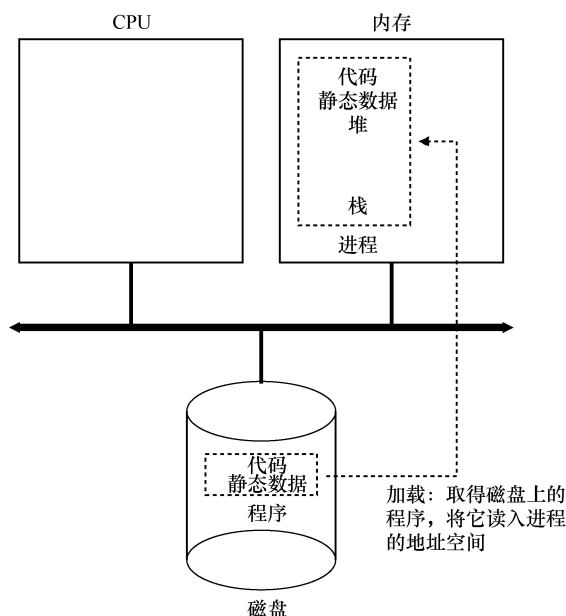 CPU
内存
代码
静态数据
堆
栈
进程
代码
静态数据
程序
加载：取得磁盘上的
程序，将它读入进程
的地址空间
磁盘